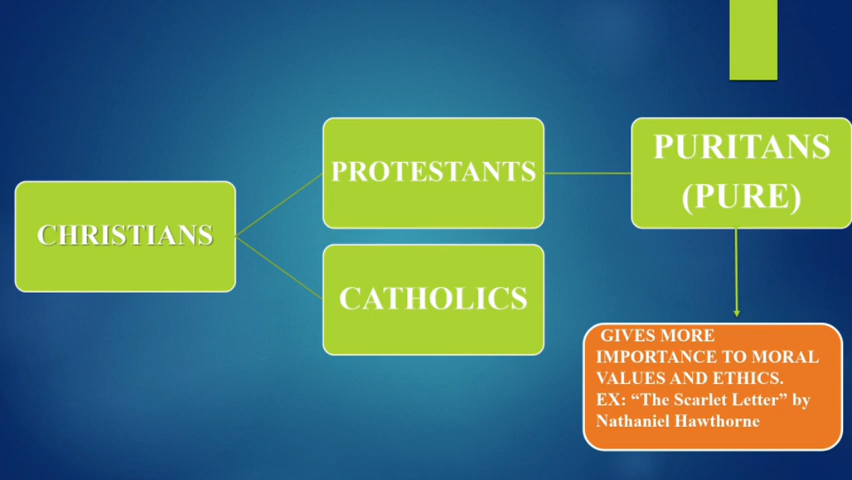 CHRISTIANS
PROTESTANTS
CATHOLICS
PURITANS
(PURE)
GIVES MORE
IMPORTANCE TO MORAL
VALUES AND ETHICS.
EX: “The Scarlet Letter” by
Nathaniel Hawthorne